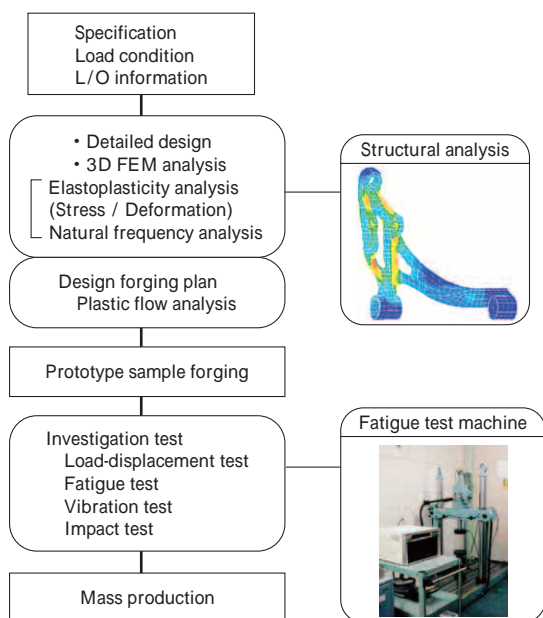 Specification
Load condition
L/O information
・Detailed design
・3D FEM analysis
Elastoplasticity analysis
(Stress / Deformation)
Natural frequency analysis
Structural analysis
Design forging plan
Plastic flow analysis
Prototype sample forging
Investigation test
Load-displacement test
Fatigue test
Vibration test
Impact test
Fatigue test machine
Mass production